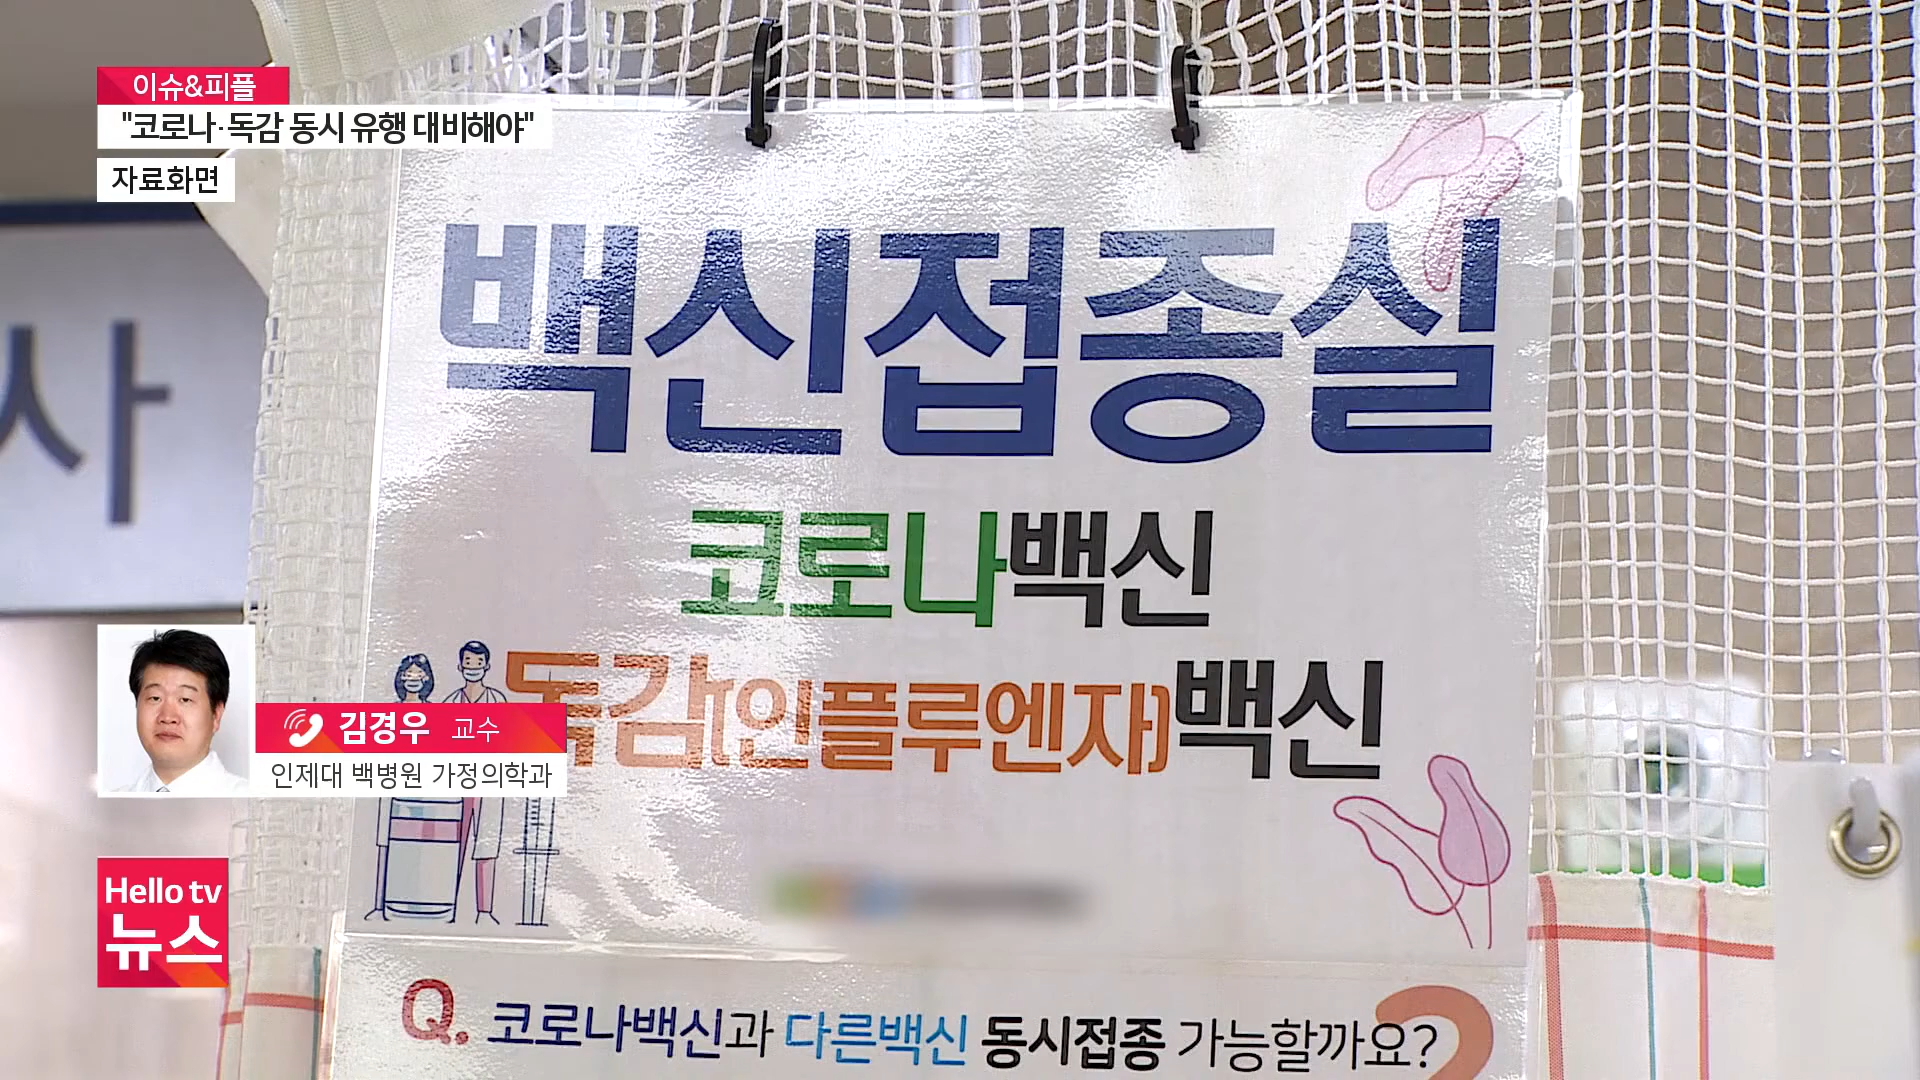 이슈&피플
"코로나·독감 동시 유행 대비해야"
자료화면
사
백신접종실
코로나백신
독감(인플루엔자)백신
김경우 교수
인제대 백병원 가정의학과
Hello tv
뉴스
Q. 코로나백신과 다른백신 동시접종 가능할까요?